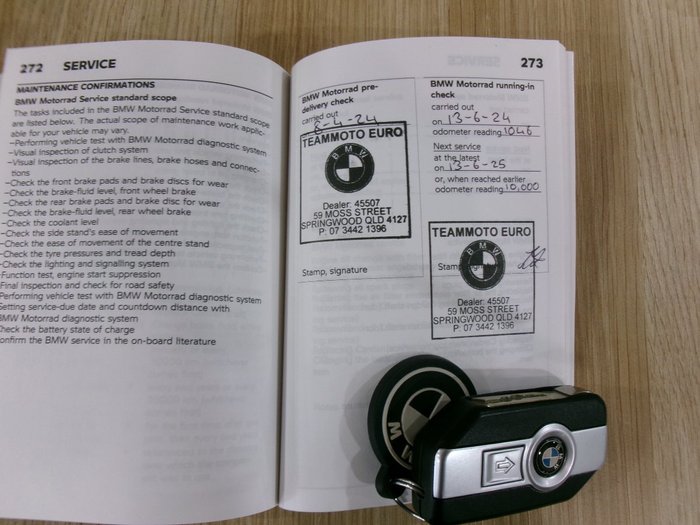 272 SERVICE
MAINTENANCE CONFIRMATIONS
BMW Motorrad Service standard scope
The tasks included in the BMW Motorrad Service standard scope
are listed below. The actual scope of maintenance work applic-
able for your vehicle may vary.
–Performing vehicle test with BMW Motorrad diagnostic system
–Visual inspection of clutch system
–Visual inspection of the brake lines, brake hoses and connec-
tions
–Check the front brake pads and brake discs for wear
–Check the brake-fluid level, front wheel brake
–Check the rear brake pads and brake disc for wear
–Check the brake-fluid level, rear wheel brake
–Check the coolant level
–Check the side stand's ease of movement
–Check the ease of movement of the centre stand
–Check the tyre pressures and tread depth
–Check the lighting and signalling system
–Function test, engine start suppression
Final inspection and check for road safety
Performing vehicle test with BMW Motorrad diagnostic system
Setting service-due date and countdown distance with
BMW Motorrad diagnostic system
Check the battery state of charge
onfirm the BMW service in the on-board literature
273
BMW Motorrad pre-
delivery check
carried out
8-4-24
TEAMMOTO EURO
BMW
Dealer: 45507
59 MOSS STREET
SPRINGWOOD QLD 4127
P: 07 3442 1396
Stamp, signature
BMW Motorrad running-in
check
carried out
on 13-6-24
odometer reading 1046
Next service
at the latest
on 13-6-25
or, when reached earlier
odometer reading 10,000
TEAMMOTO EURO
BMW
Stamp
Dealer: 45507
59 MOSS STREET
SPRINGWOOD QLD 4127
P: 07 3442 1396